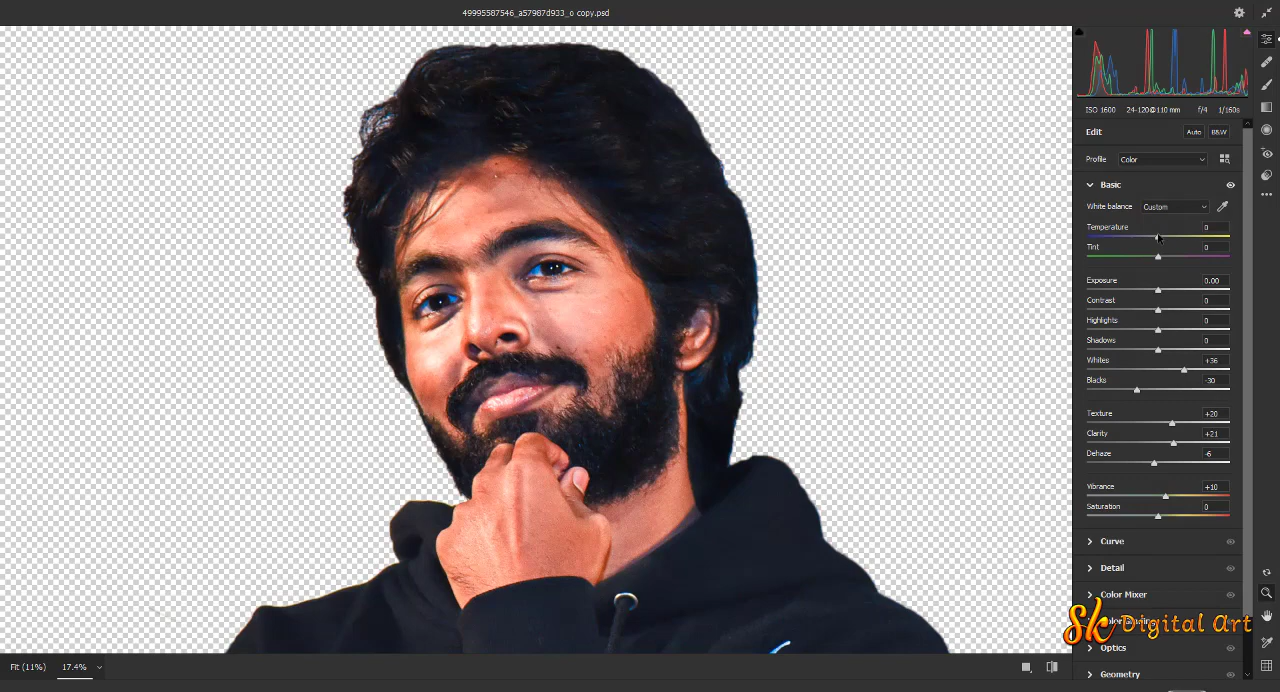 49995587546_a57987d933_o copy.psd
ISO 1600 24-120@110 mm f/4 1/160s
Edit Auto B&W
Profile Color
Basic
White balance Custom
Temperature 0
Tint 0
Exposure 0.00
Contrast 0
Highlights 0
Shadows 0
Whites +36
Blacks -30
Texture +20
Clarity +21
Dehaze -6
Vibrance +10
Saturation 0
Curve
Detail
Color Mixer
Sk Digital Art
Optics
Geometry
Fit (11%) 17.4%